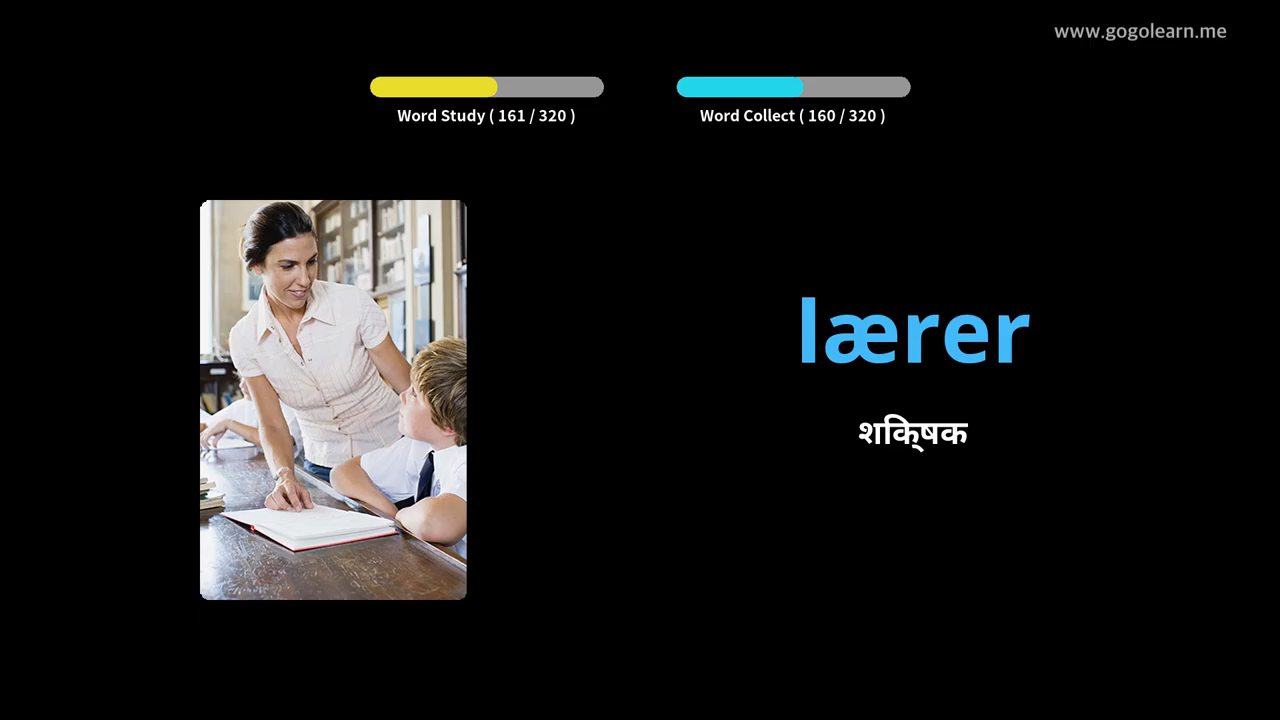 www.gogolearn.me
Word Study ( 161 / 320 )
Word Collect ( 160 / 320 )
lærer
शिक्षक